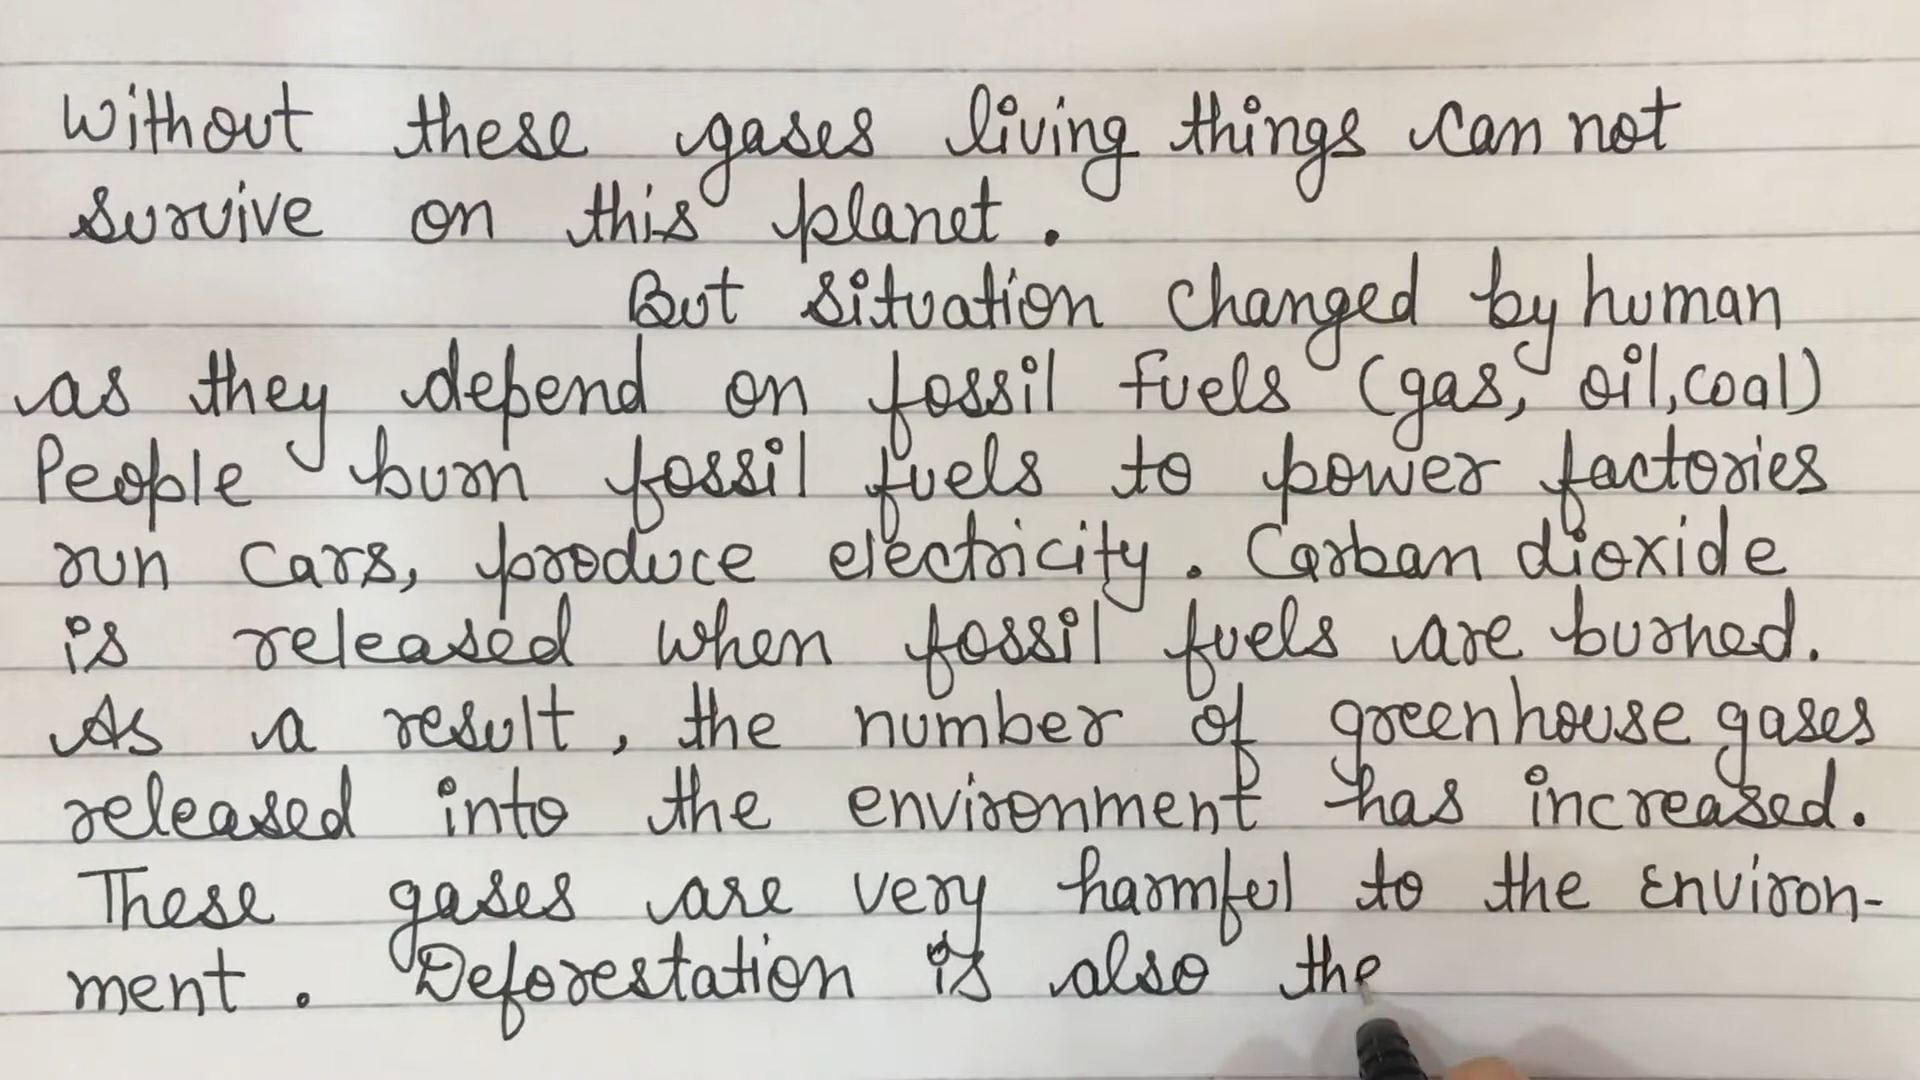 Without these gases living things can not
survive on this planet.
But situation changed by human
as they depend on fossil fuels (gas, oil, coal)
People burn fossil fuels to power factories
run cars, produce electricity. Carban dioxide
is released when fossil fuels are burned.
As a result, the number of greenhouse gases
released into the environment has increased.
These gases are very harmful to the environ-
ment. Deforestation is also the